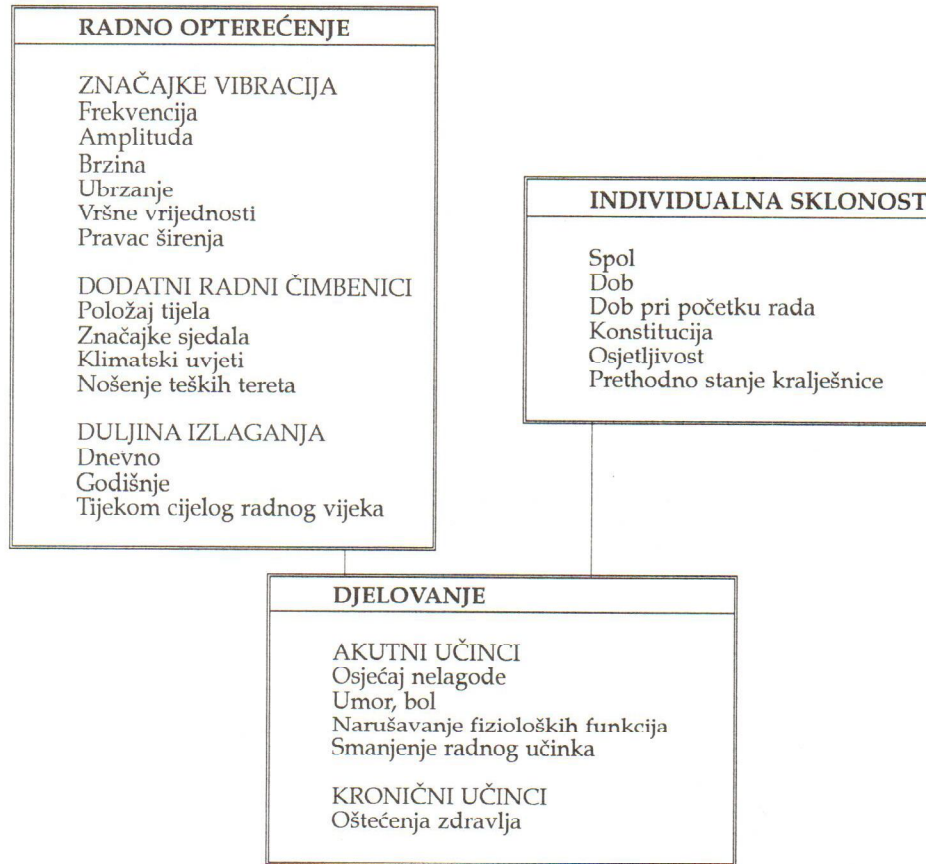 RADNO OPTEREĆENJE
ZNAČAJKE VIBRACIJA
Frekvencija
Amplituda
Brzina
Ubrzanje
Vršne vrijednosti
Pravac širenja
DODATNI RADNI ČIMBENICI
Položaj tijela
Značajke sjedala
Klimatski uvjeti
Nošenje teških tereta
DULJINA IZLAGANJA
Dnevno
Godišnje
Tijekom cijelog radnog vijeka
INDIVIDUALNA SKLONOST
Spol
Dob
Dob pri početku rada
Konstitucija
Osjetljivost
Prethodno stanje kralješnice
DJELOVANJE
AKUTNI UČINCI
Osjećaj nelagode
Umor, bol
Narušavanje fizioloških funkcija
Smanjenje radnog učinka
KRONIČNI UČINCI
Oštećenja zdravlja